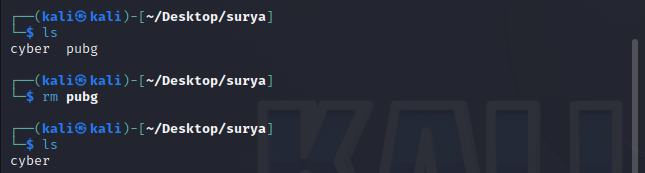 ┌──(kali㉿kali)-[~/Desktop/surya]
└─$ ls
cyber  pubg
┌──(kali㉿kali)-[~/Desktop/surya]
└─$ rm pubg
┌──(kali㉿kali)-[~/Desktop/surya]
└─$ ls
cyber
KALI